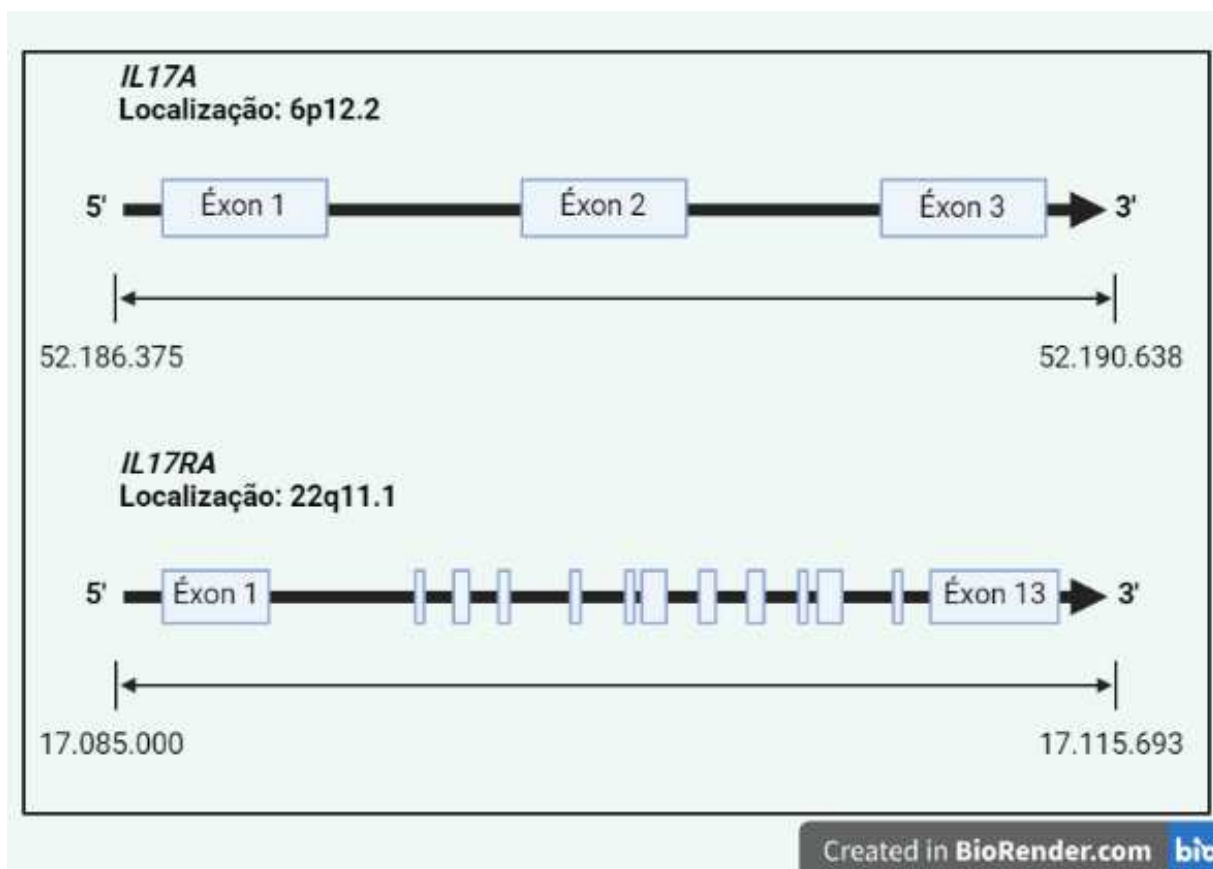 IL17A
Localização: 6p12.2
5' Éxon 1 Éxon 2 Éxon 3 3'
52.186.375 52.190.638
IL17RA
Localização: 22q11.1
5' Éxon 1 Éxon 13 3'
17.085.000 17.115.693
Created in BioRender.com bio